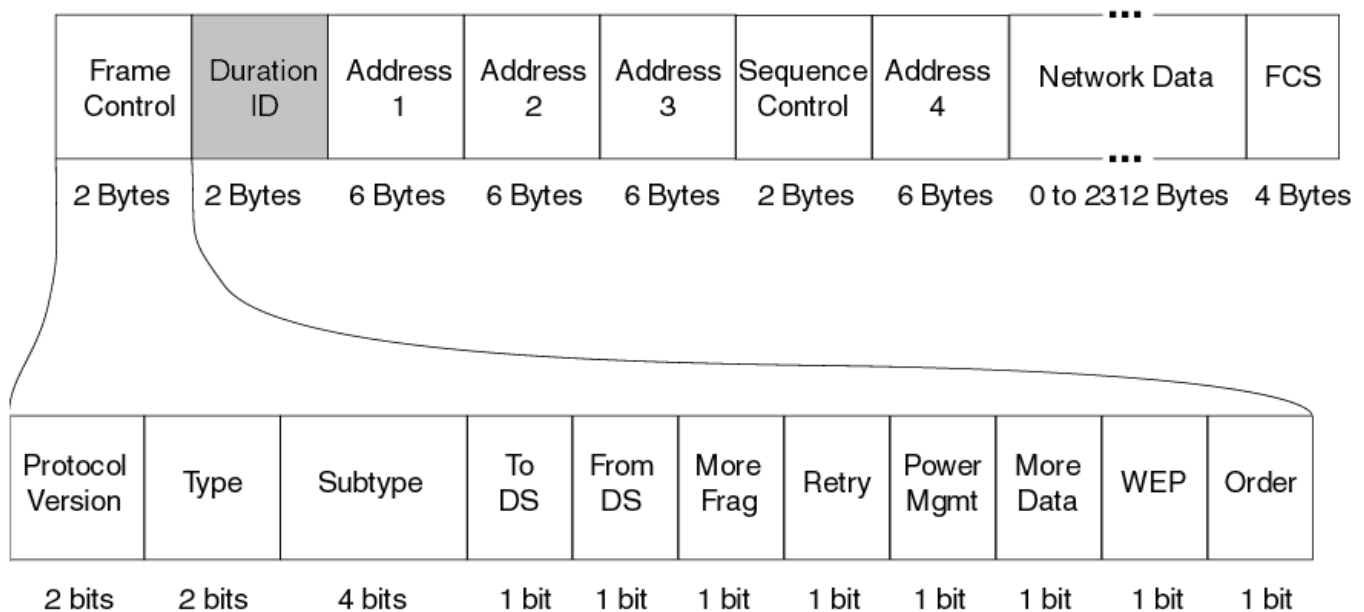 Frame
Control
Duration
ID
Address
1
Address
2
Address
3
Sequence
Control
Address
4
...
Network Data
...
FCS
2 Bytes
2 Bytes
6 Bytes
6 Bytes
6 Bytes
2 Bytes
6 Bytes
0 to 2312 Bytes
4 Bytes
Protocol
Version
Type
Subtype
To
DS
From
DS
More
Frag
Retry
Power
Mgmt
More
Data
WEP
Order
2 bits
2 bits
4 bits
1 bit
1 bit
1 bit
1 bit
1 bit
1 bit
1 bit
1 bit